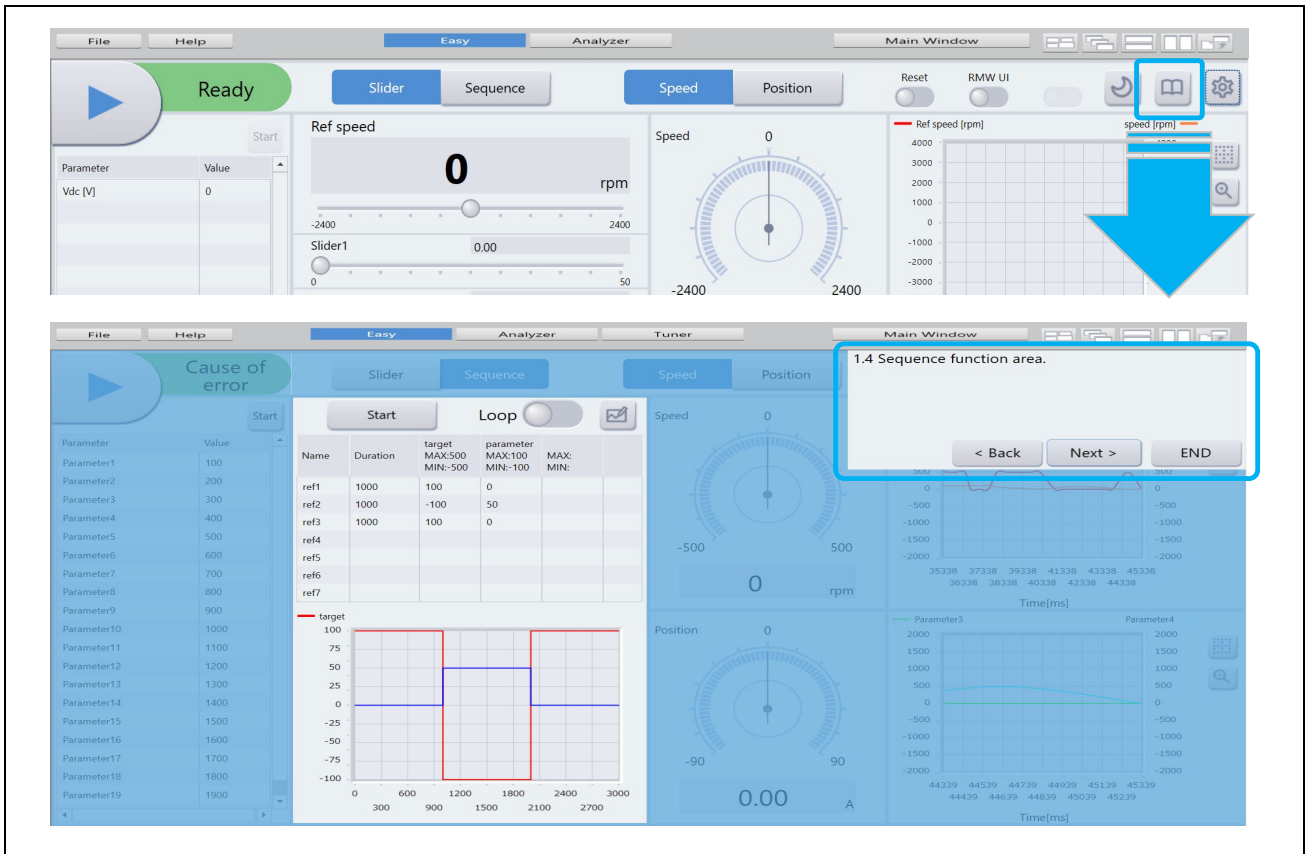 File Help Easy Analyzer Main Window
Ready Slider Sequence Speed Position Reset RMW UI
Start
Parameter Value
Vdc [V] 0
Ref speed
0
rpm
-2400 2400
Slider1 0.00
0 50
Speed 0
-2400 2400
Ref speed [rpm] speed [rpm]
4000
3000
2000
1000
0
-1000
-2000
-3000
File Help Easy Analyzer Tuner Main Window
Cause of
error
Slider Sequence Speed Position
Start
Parameter Value
Parameter1 100
Parameter2 200
Parameter3 300
Parameter4 400
Parameter5 500
Parameter6 600
Parameter7 700
Parameter8 800
Parameter9 900
Parameter10 1000
Parameter11 1100
Parameter12 1200
Parameter13 1300
Parameter14 1400
Parameter15 1500
Parameter16 1600
Parameter17 1700
Parameter18 1800
Parameter19 1900
Start Loop
Name Duration target MAX:500 MIN:-500 parameter MAX:100 MIN:-100 MAX: MIN:
ref1 1000 100 0
ref2 1000 -100 50
ref3 1000 100 0
ref4
ref5
ref6
ref7
target
100
75
50
25
0
-25
-50
-75
-100
0 600 1200 1800 2400 3000
300 900 1500 2100 2700
Speed 0
-500 500
0 rpm
Position 0
-90 90
0.00 A
1.4 Sequence function area.
< Back Next > END
500 500
0 0
-500 -500
-1000 -1000
-1500 -1500
-2000 -2000
35338 37338 39338 41338 43338 45338
36338 38338 40338 42338 44338
Time[ms]
Parameter3 Parameter4
2000 2000
1500 1500
1000 1000
500 500
0 0
-500 -500
-1000 -1000
-1500 -1500
-2000 -2000
44339 44539 44739 44939 45139 45339
44439 44639 44839 45039 45239
Time[ms]